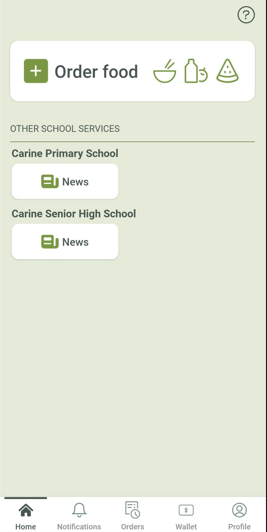 ?
+ Order food
OTHER SCHOOL SERVICES
Carine Primary School
News
Carine Senior High School
News
$
Home Notifications Orders Wallet Profile